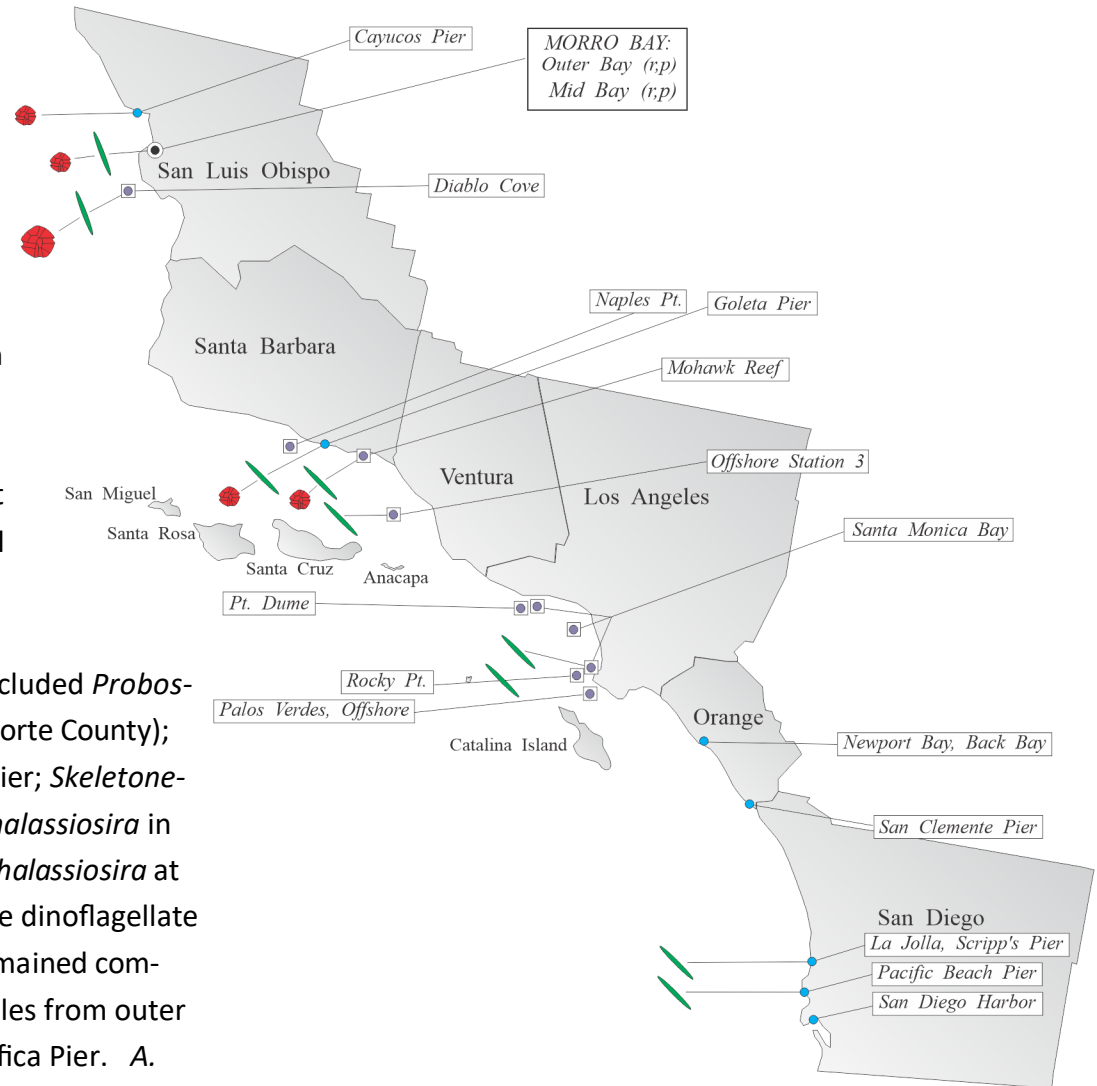 Cayucos Pier
MORRO BAY:
Outer Bay (r,p)
Mid Bay (r,p)
San Luis Obispo
Diablo Cove
Naples Pt.
Goleta Pier
Santa Barbara
Mohawk Reef
Offshore Station 3
Ventura
Los Angeles
San Miguel
Santa Rosa
Santa Cruz
Anacapa
Santa Monica Bay
Pt. Dume
Rocky Pt.
Palos Verdes, Offshore
Catalina Island
Orange
Newport Bay, Back Bay
San Clemente Pier
San Diego
La Jolla, Scripp's Pier
Pacific Beach Pier
San Diego Harbor
cluded Probos-
orte County);
ier; Skeletone-
halassiosira in
halassiosira at
e dinoflagellate
mained com-
les from outer
fica Pier. A.